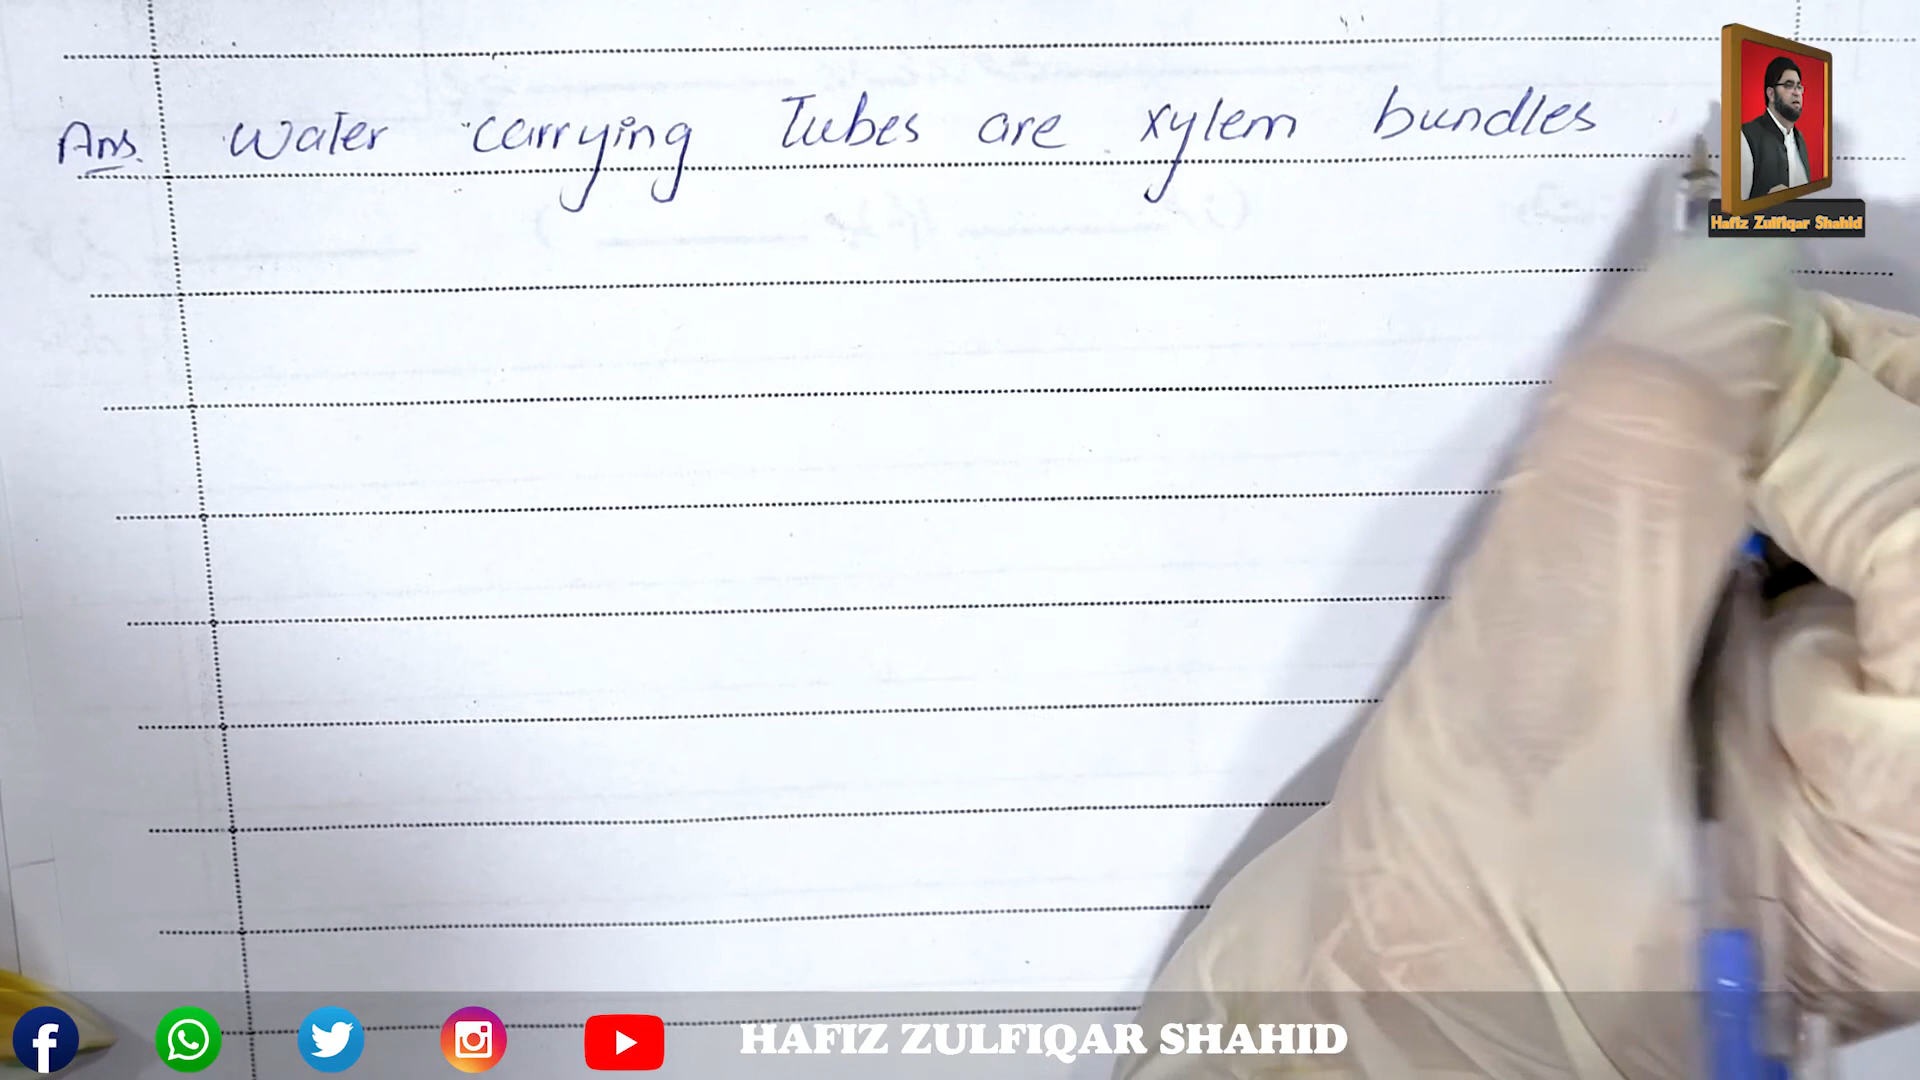 Ans. Water carrying Tubes are xylem bundles
Hafiz Zulfiqar Shahid
HAFIZ ZULFIQAR SHAHID